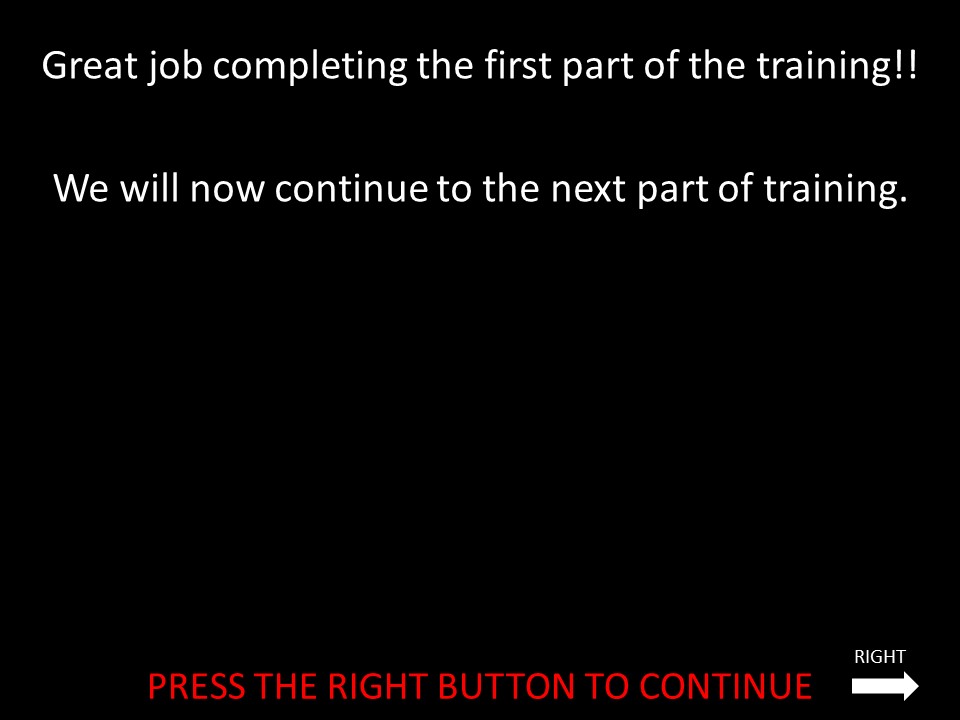 Great job completing the first part of the training!!
We will now continue to the next part of training.
RIGHT
PRESS THE RIGHT BUTTON TO CONTINUE